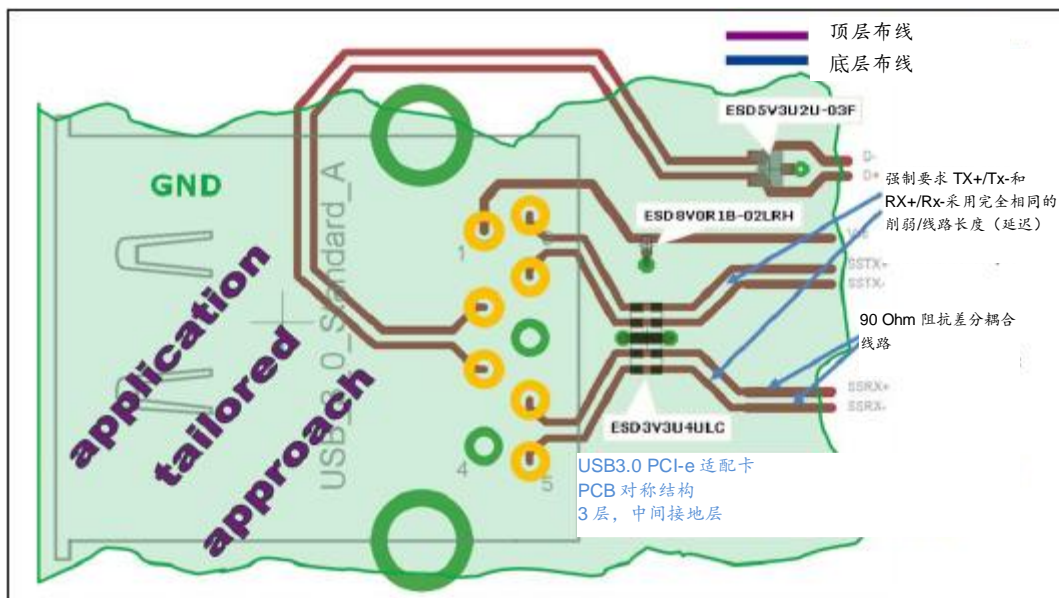 顶层布线
底层布线
ESD5V3U2U-03F
D-
D+
强制要求 TX+/Tx-和
RX+/Rx-采用完全相同的
削弱/线路长度（延迟）
GND
ESD8V0R1B-02LRH
1
SSTX+
SSTX-
90 Ohm 阻抗差分耦合
线路
USB_3.0_Standard_A
application
tailored
approach
SSRX+
SSRX-
ESD3V3U4ULC
4
5
USB3.0 PCI-e 适配卡
PCB 对称结构
3 层，中间接地层